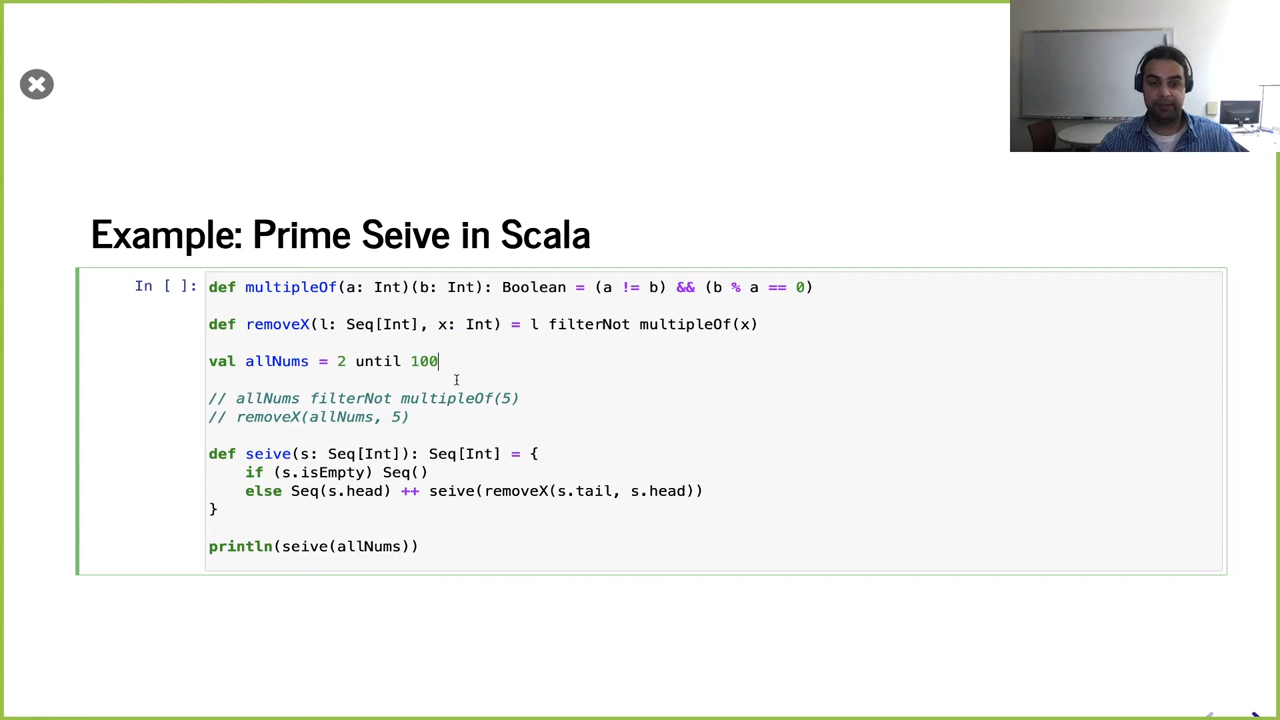 Example: Prime Seive in Scala
In [ ]:
def multipleOf(a: Int)(b: Int): Boolean = (a != b) && (b % a == 0)
def removeX(l: Seq[Int], x: Int) = l filterNot multipleOf(x)
val allNums = 2 until 100
// allNums filterNot multipleOf(5)
// removeX(allNums, 5)
def seive(s: Seq[Int]): Seq[Int] = {
if (s.isEmpty) Seq()
else Seq(s.head) ++ seive(removeX(s.tail, s.head))
}
println(seive(allNums))